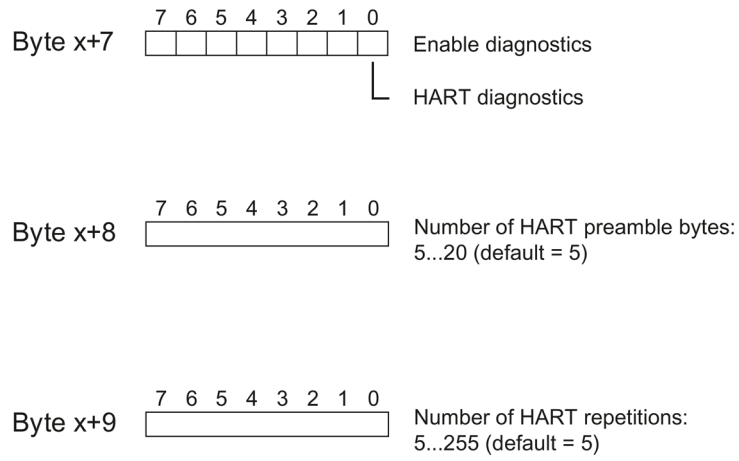 7 6 5 4 3 2 1 0
Byte x+7
Enable diagnostics
HART diagnostics
7 6 5 4 3 2 1 0
Byte x+8
Number of HART preamble bytes:
5...20 (default = 5)
7 6 5 4 3 2 1 0
Byte x+9
Number of HART repetitions:
5...255 (default = 5)